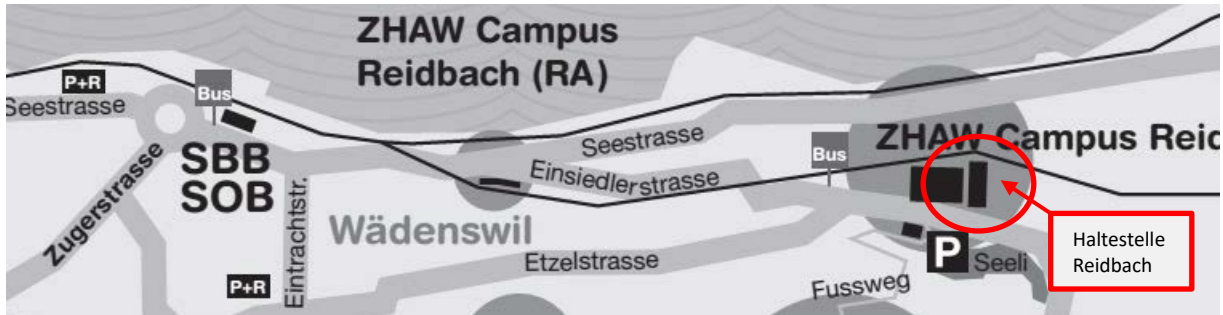 ZHAW Campus
Reidbach (RA)
P+R
Seestrasse
Bus
SBB
SOB
Zugerstrasse
P+R
Eintrachtstr.
Wädenswil
Seestrasse
Einsiedlerstrasse
Etzelstrasse
Bus
ZHAW Campus Reid
P
Seeli
Fussweg
Haltestelle
Reidbach